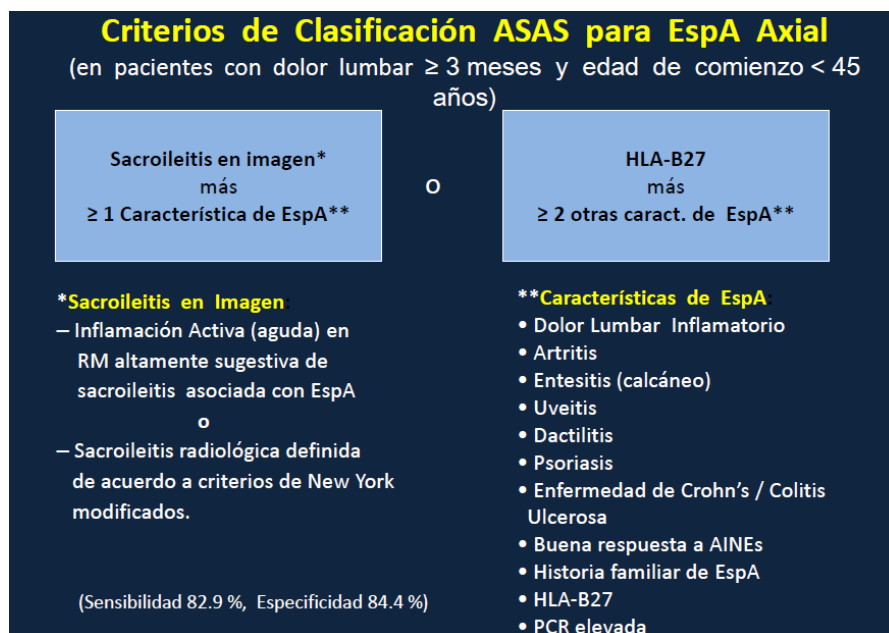 Criterios de Clasificación ASAS para EspA Axial
(en pacientes con dolor lumbar ≥ 3 meses y edad de comienzo < 45
años)
Sacroileitis en imagen*
más
≥ 1 Característica de EspA**
o
HLA-B27
más
≥ 2 otras caract. de EspA**
*Sacroileitis en Imagen:
– Inflamación Activa (aguda) en
RM altamente sugestiva de
sacroileitis asociada con EspA
o
– Sacroileitis radiológica definida
de acuerdo a criterios de New York
modificados.
(Sensibilidad 82.9 %, Especificidad 84.4 %)
**Características de EspA:
• Dolor Lumbar Inflamatorio
• Artritis
• Entesitis (calcáneo)
• Uveitis
• Dactilitis
• Psoriasis
• Enfermedad de Crohn's / Colitis
Ulcerosa
• Buena respuesta a AINEs
• Historia familiar de EspA
• HLA-B27
• PCR elevada